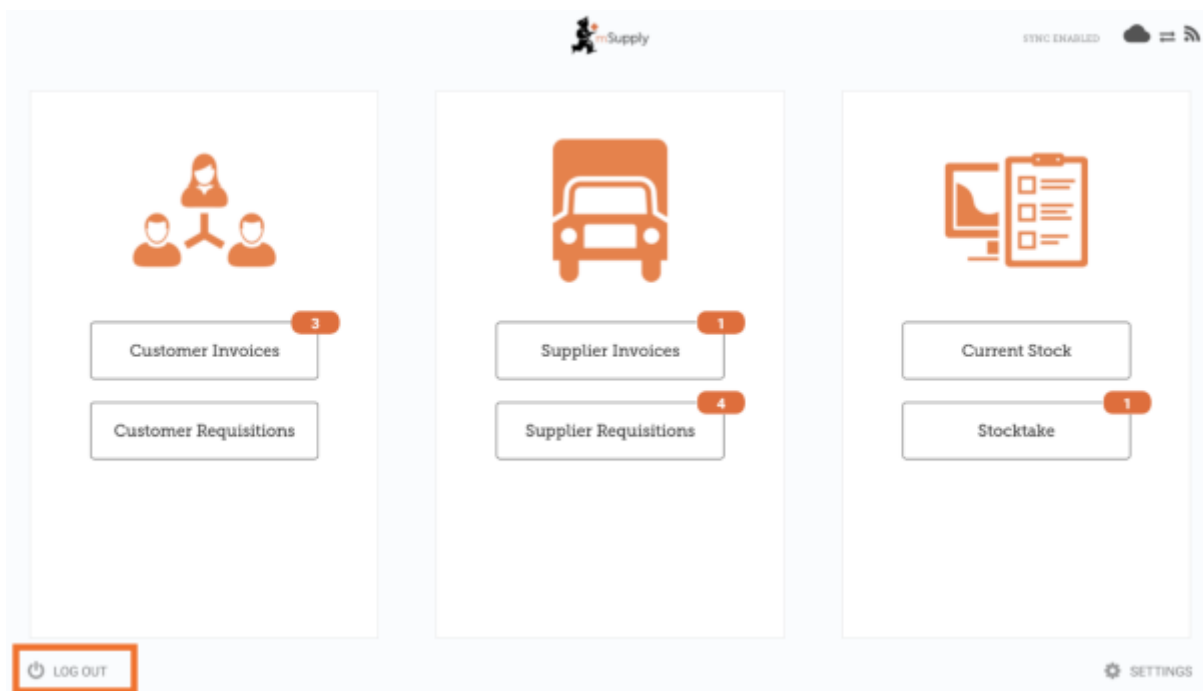 mSupply
SYNC ENABLED
3
Customer Invoices
Customer Requisitions
1
Supplier Invoices
4
Supplier Requisitions
Current Stock
1
Stocktake
LOG OUT
SETTINGS